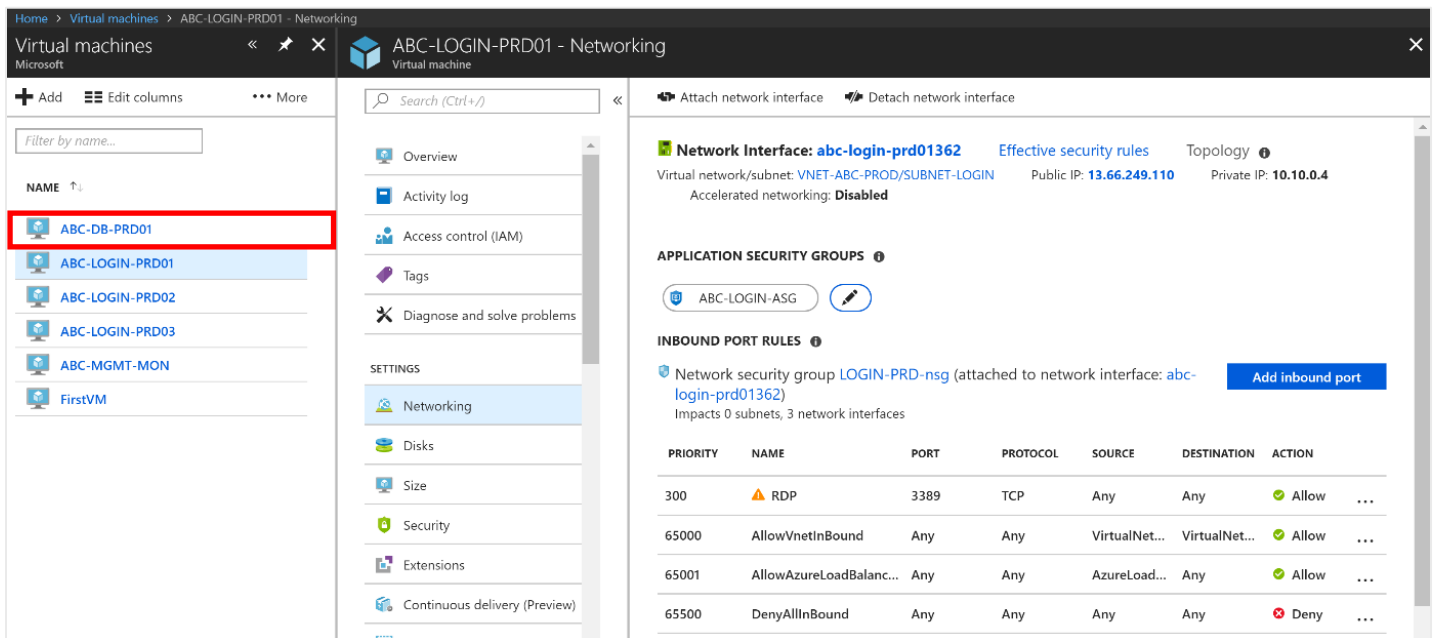 Home > Virtual machines > ABC-LOGIN-PRD01 - Networking
Virtual machines
Microsoft
ABC-LOGIN-PRD01 - Networking
Virtual machine
Add Edit columns ••• More
Filter by name...
NAME
ABC-DB-PRD01
ABC-LOGIN-PRD01
ABC-LOGIN-PRD02
ABC-LOGIN-PRD03
ABC-MGMT-MON
FirstVM
Search (Ctrl+/)
Overview
Activity log
Access control (IAM)
Tags
Diagnose and solve problems
SETTINGS
Networking
Disks
Size
Security
Extensions
Continuous delivery (Preview)
Attach network interface Detach network interface
Network Interface: abc-login-prd01362 Effective security rules Topology
Virtual network/subnet: VNET-ABC-PROD/SUBNET-LOGIN Public IP: 13.66.249.110 Private IP: 10.10.0.4
Accelerated networking: Disabled
APPLICATION SECURITY GROUPS
ABC-LOGIN-ASG
INBOUND PORT RULES
Network security group LOGIN-PRD-nsg (attached to network interface: abc-
login-prd01362)
Impacts 0 subnets, 3 network interfaces
Add inbound port
PRIORITY NAME PORT PROTOCOL SOURCE DESTINATION ACTION
300 RDP 3389 TCP Any Any Allow ...
65000 AllowVnetInBound Any Any VirtualNet... VirtualNet... Allow ...
65001 AllowAzureLoadBalanc... Any Any AzureLoad... Any Allow ...
65500 DenyAllInBound Any Any Any Any Deny ...